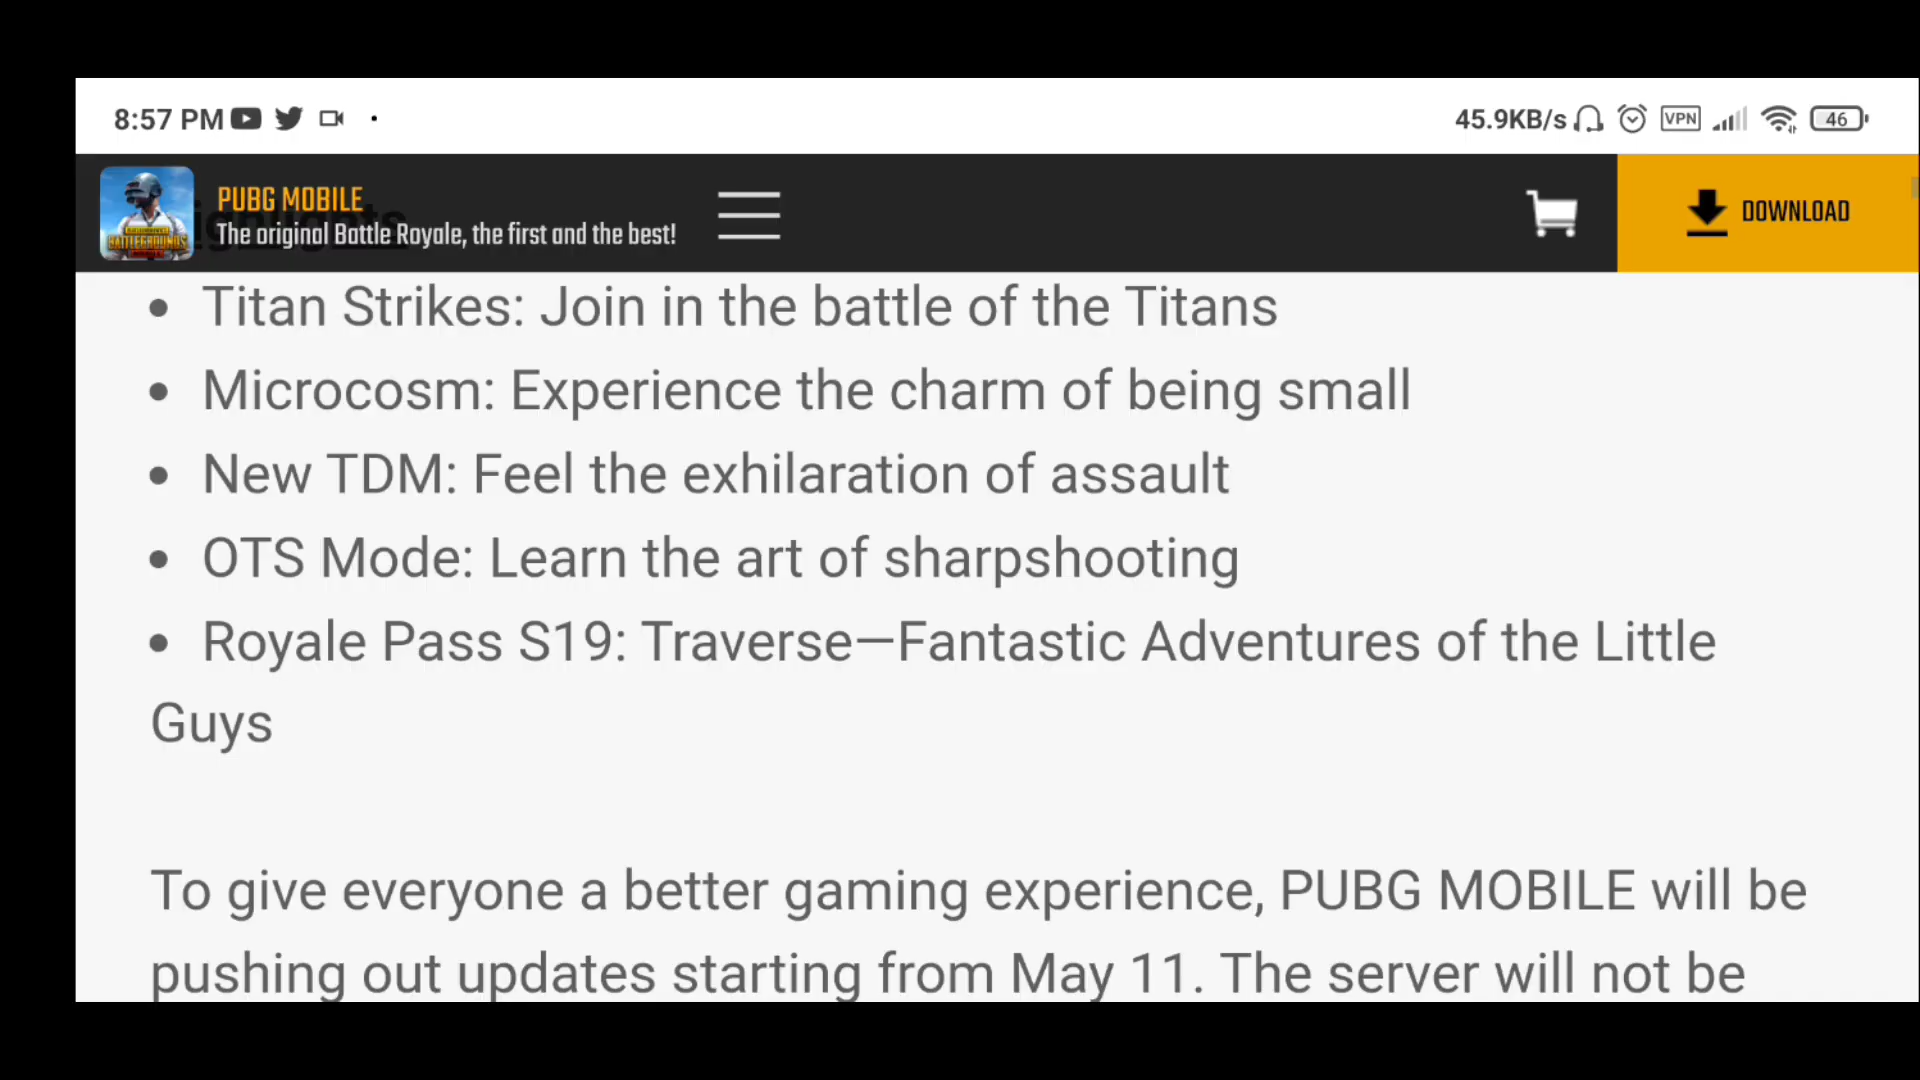 8:57 PM 45.9KB/s VPN 46
PUBG MOBILE
The original Battle Royale, the first and the best!
DOWNLOAD
• Titan Strikes: Join in the battle of the Titans
• Microcosm: Experience the charm of being small
• New TDM: Feel the exhilaration of assault
• OTS Mode: Learn the art of sharpshooting
• Royale Pass S19: Traverse—Fantastic Adventures of the Little
Guys
To give everyone a better gaming experience, PUBG MOBILE will be
pushing out updates starting from May 11. The server will not be